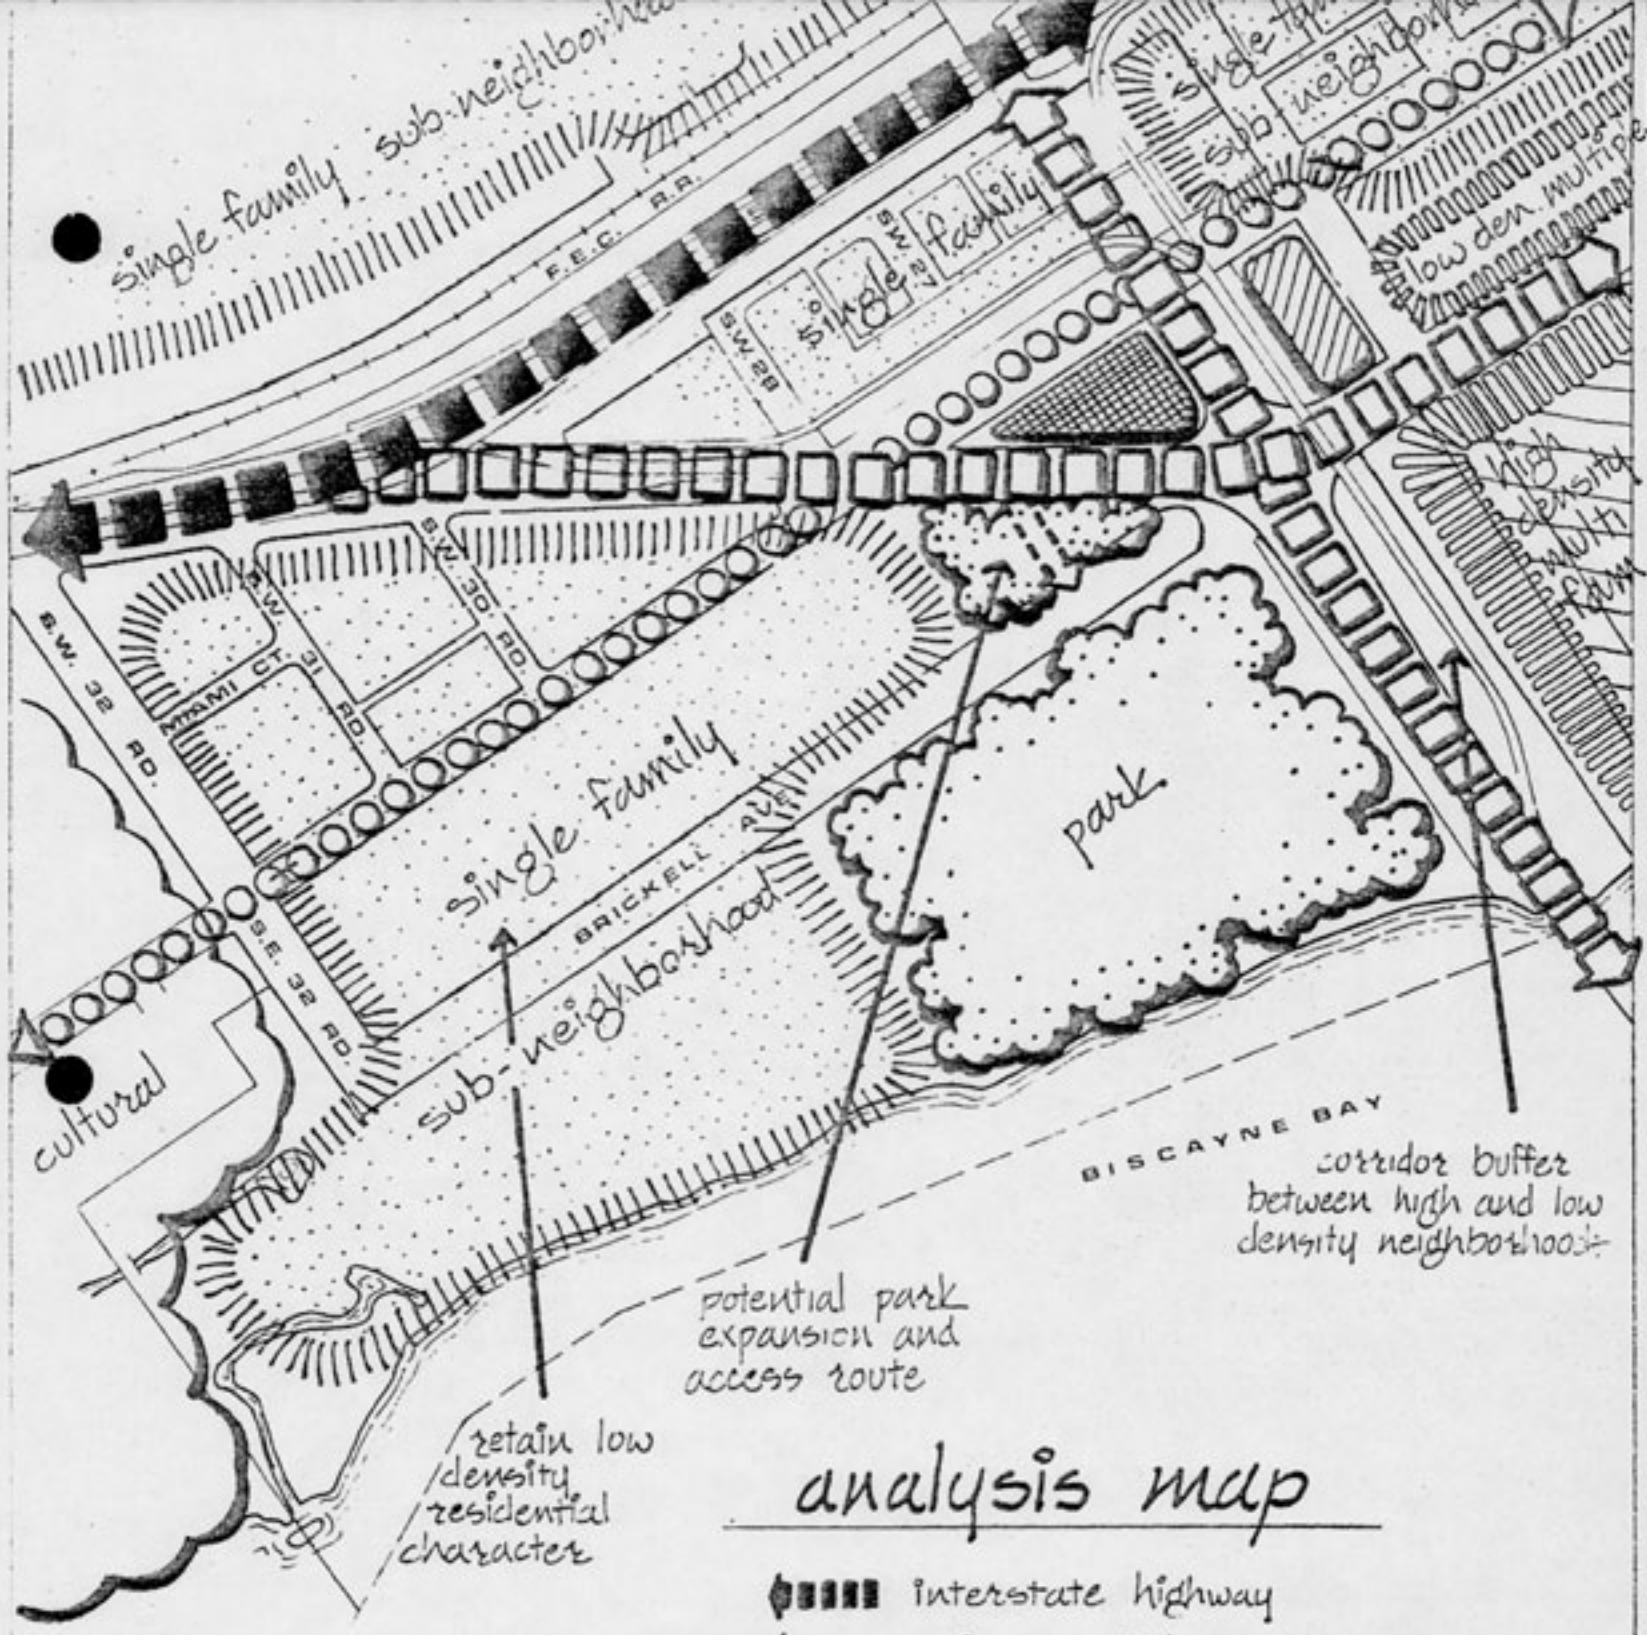 single family sub-neighborhood
F.E.C. R.R.
single family
sub-neighborhood
low den. multiple
high
density
multi
fam
single family
S.W. 28
S.W. 27
S.W. 30 RD.
S.W. 31 RD.
MIAMI CT.
S.W. 32 RD.
S.E. 32 RD.
single family
sub-neighborhood
BRICKELL AVE.
park
cultural
BISCAYNE BAY
corridor buffer
between high and low
density neighborhoods
potential park
expansion and
access route
retain low
density
residential
character
analysis map
interstate highway